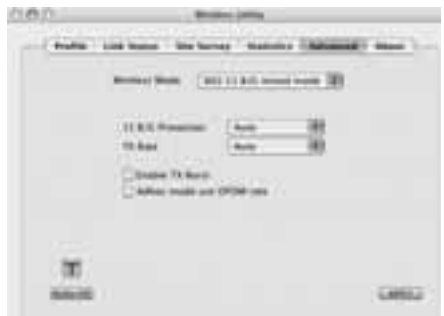 Wireless Utility
Profile Link Status Site Survey Statistics Advanced About
Wireless Mode 802.11 B/G mixed mode
11 B/G Protection Auto
TX Rate Auto
Enable TX Burst
Adhoc mode use OFDM rate
APPLY